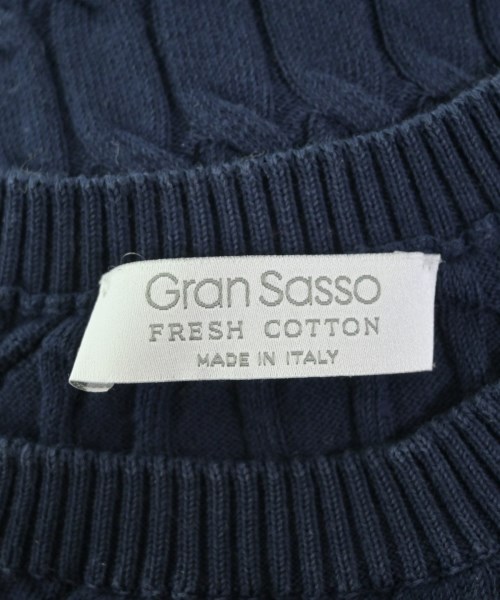 Gran Sasso
FRESH COTTON
MADE IN ITALY